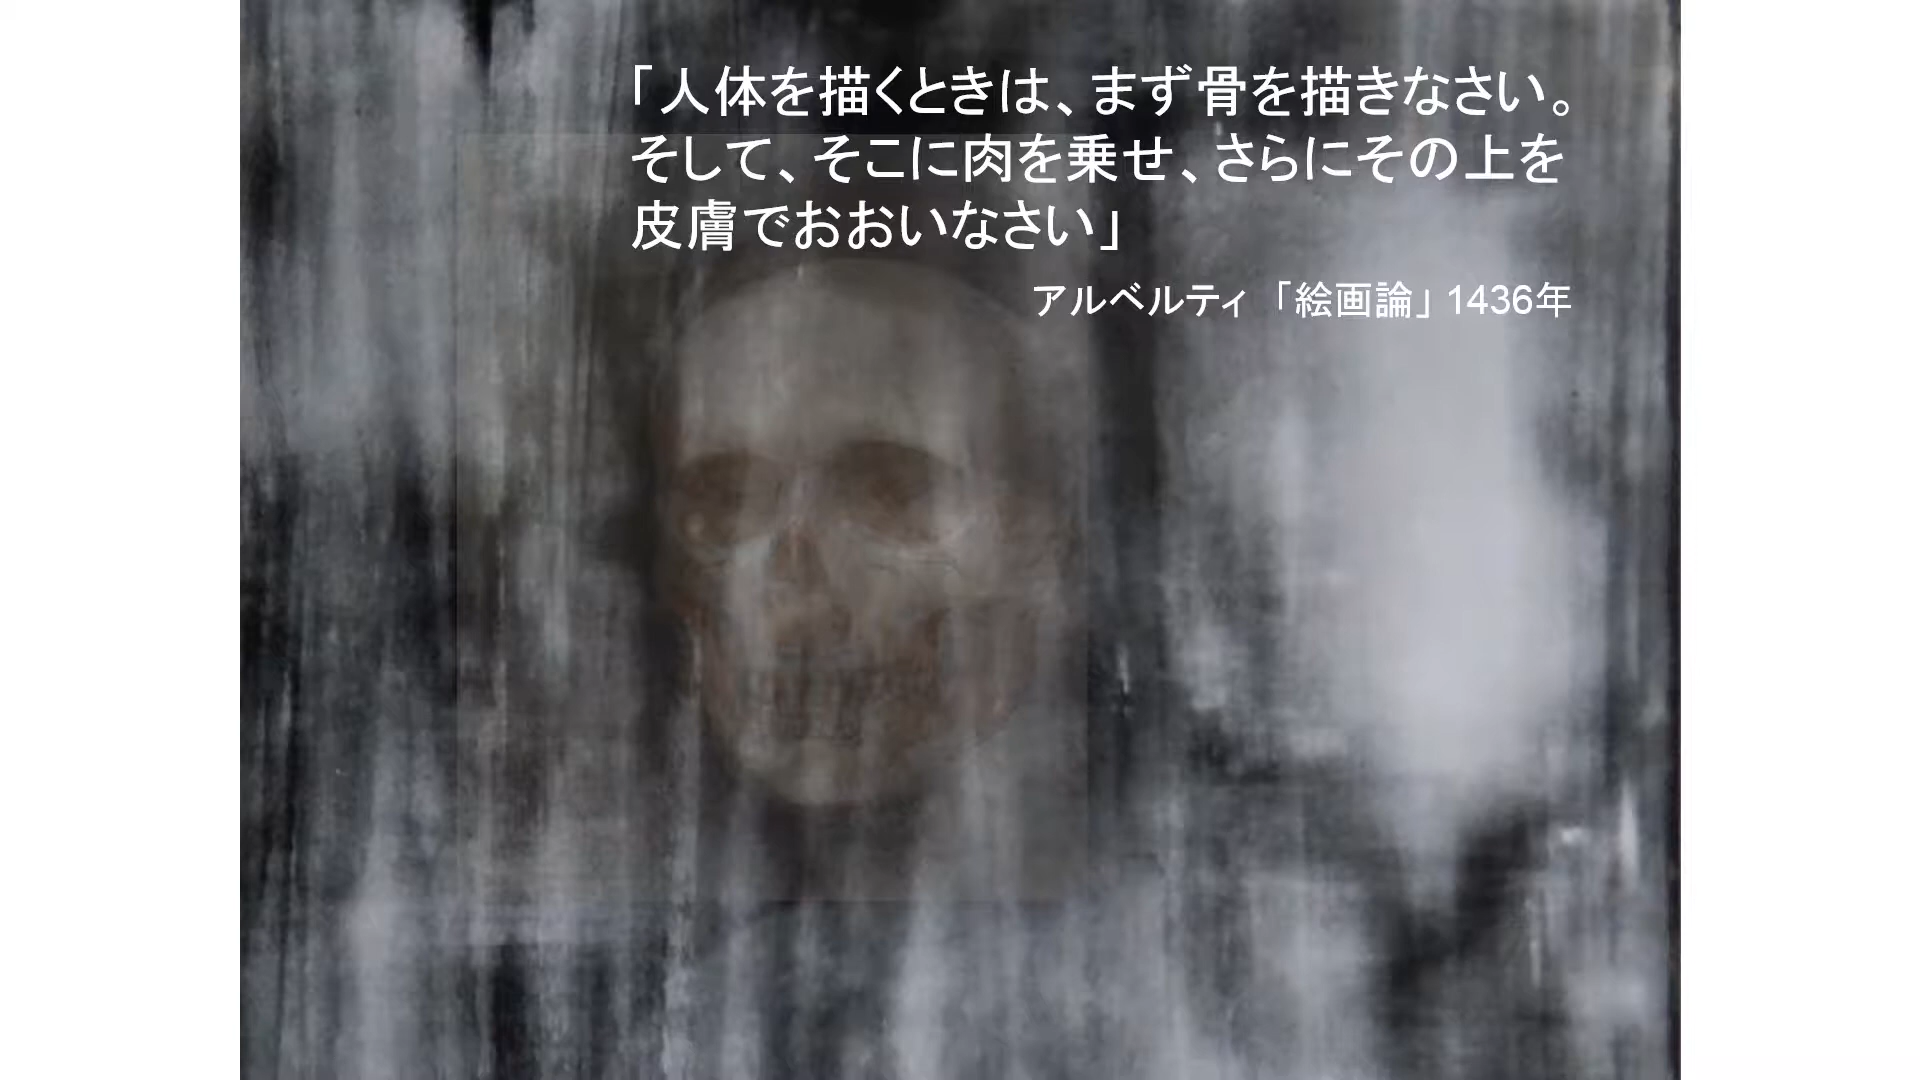 「人体を描くときは、まず骨を描きなさい。
そして、そこに肉を乗せ、さらにその上を
皮膚でおおいなさい」
アルベルティ 「絵画論」 1436年